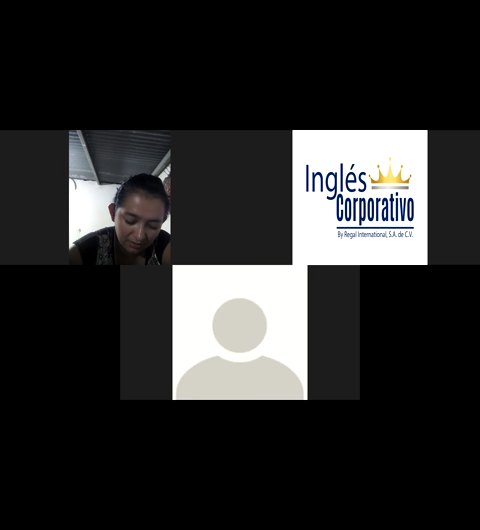 Inglés
Corporativo
By Regal International, S.A. de C.V.